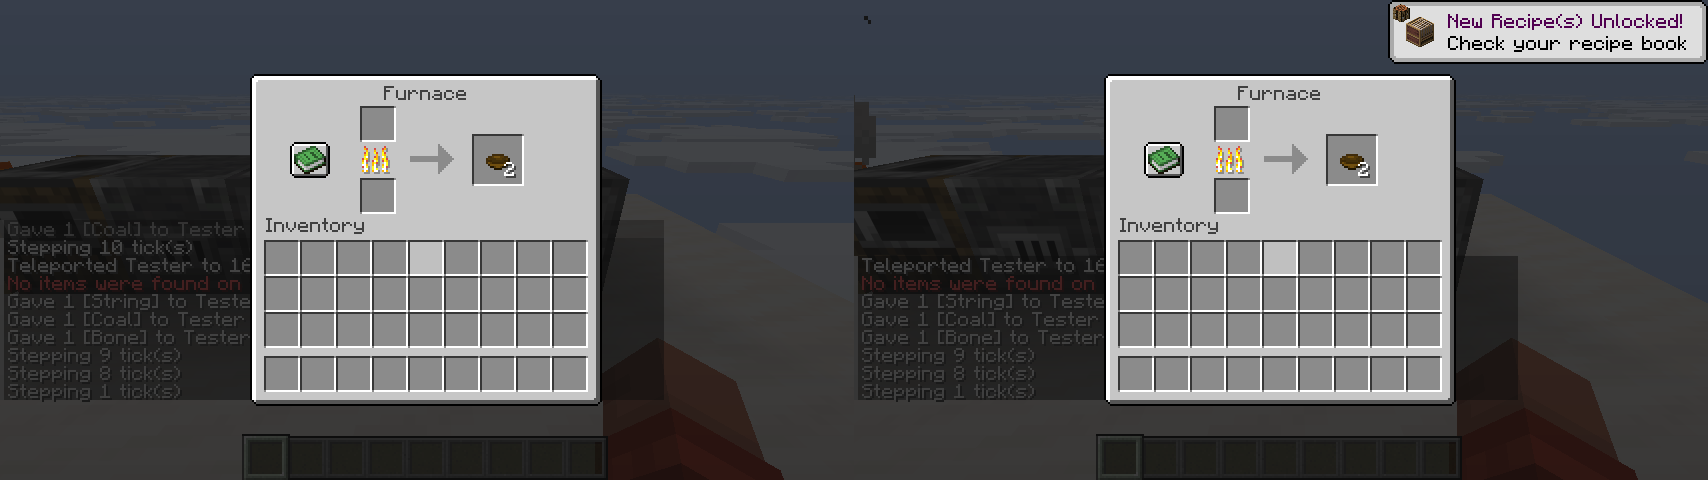 New Recipe(s) Unlocked!
Check your recipe book
Furnace
2
Inventory
Gave 1 [Coal] to Tester
Stepping 10 tick(s)
Teleported Tester to 16
No items were found on
Gave 1 [String] to Teste
Gave 1 [Coal] to Tester
Gave 1 [Bone] to Tester
Stepping 9 tick(s)
Stepping 8 tick(s)
Stepping 1 tick(s)
Furnace
2
Inventory
Teleported Tester to 16
No items were found on
Gave 1 [String] to Teste
Gave 1 [Coal] to Tester
Gave 1 [Bone] to Tester
Stepping 9 tick(s)
Stepping 8 tick(s)
Stepping 1 tick(s)